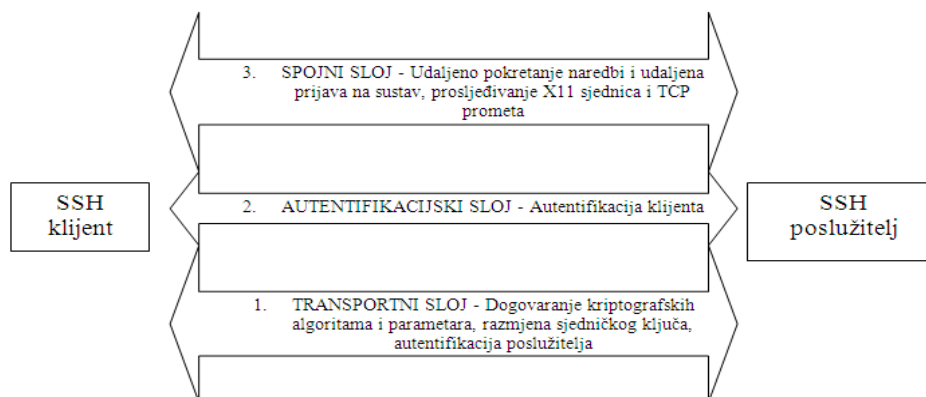 3. SPOJNI SLOJ - Udaljeno pokretanje naredbi i udaljena
prijava na sustav, prosljeđivanje X11 sjednica i TCP
prometa
SSH
klijent
2. AUTENTIFIKACIJSKI SLOJ - Autentifikacija klijenta
SSH
poslužitelj
1. TRANSPORTNI SLOJ - Dogovaranje kriptografskih
algoritama i parametara, razmjena sjedničkog ključa,
autentifikacija poslužitelja